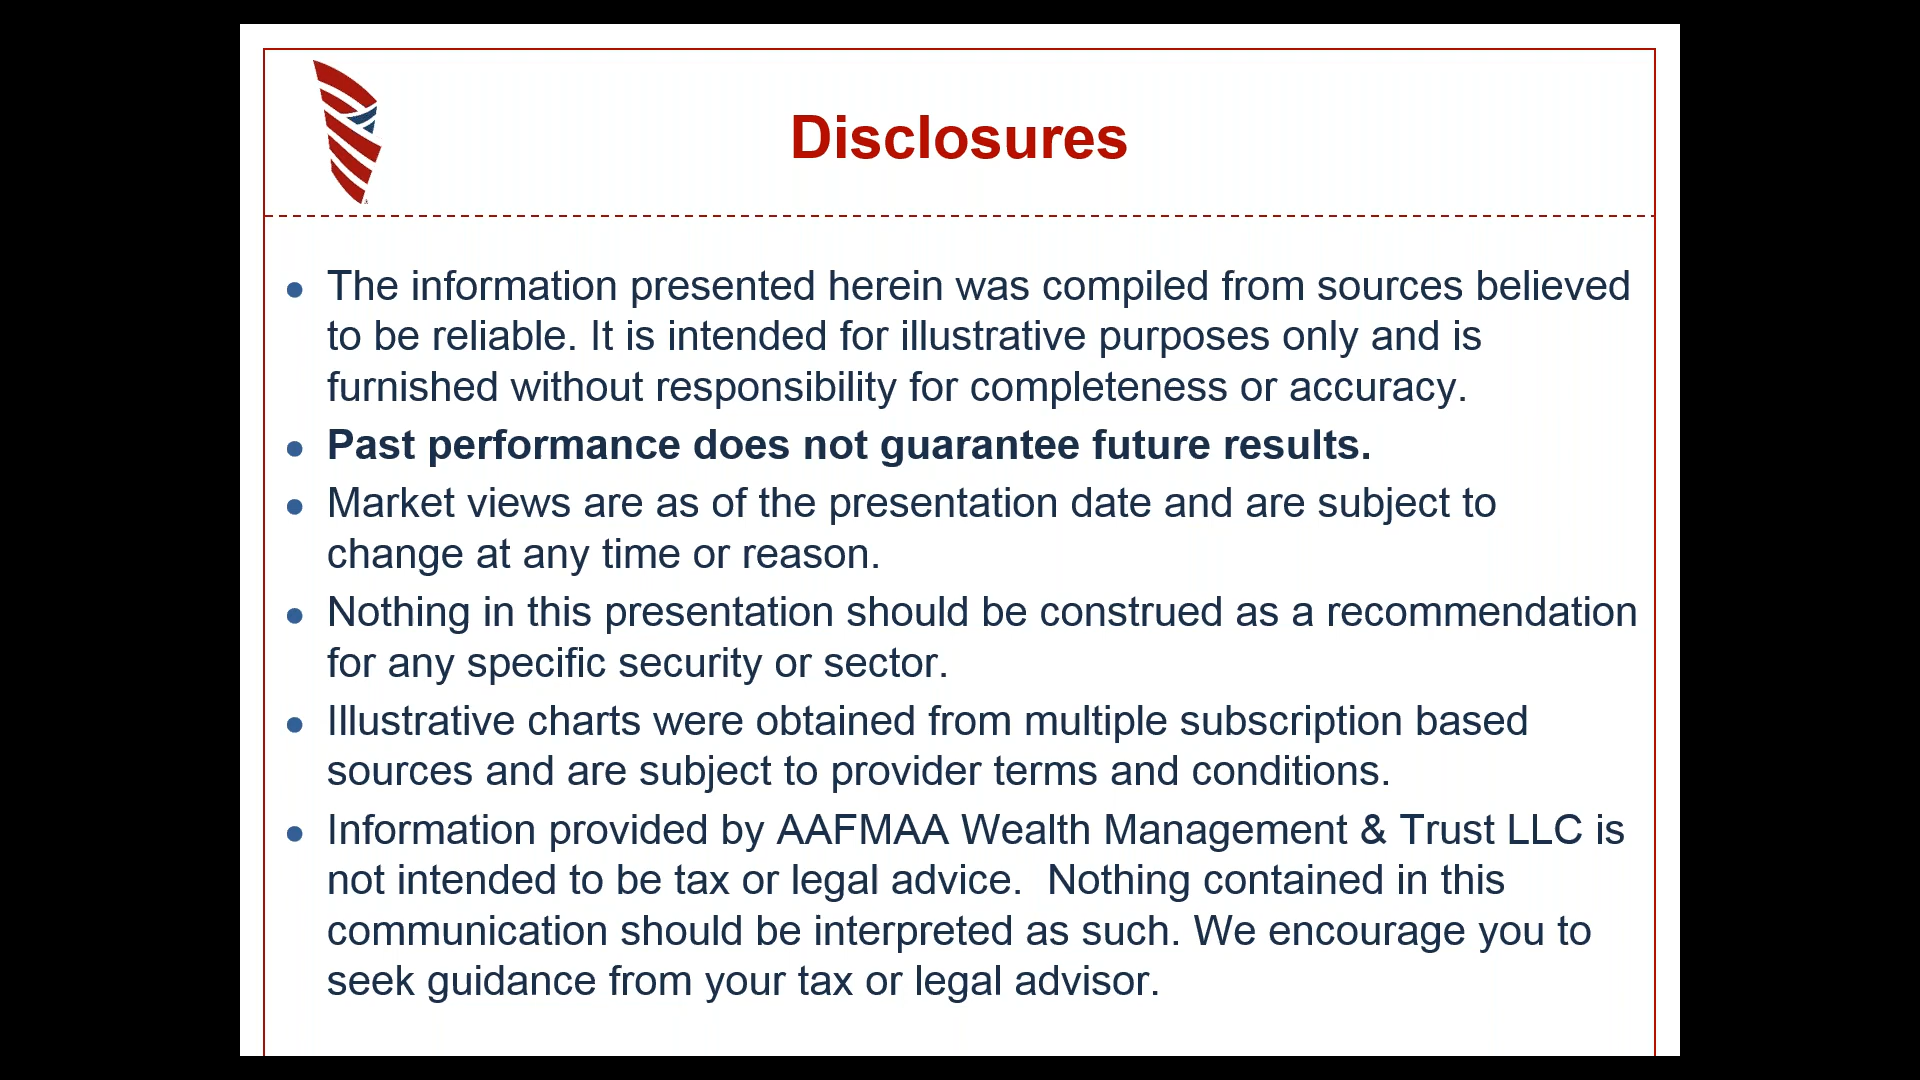 Disclosures
The information presented herein was compiled from sources believed
to be reliable. It is intended for illustrative purposes only and is
furnished without responsibility for completeness or accuracy.
Past performance does not guarantee future results.
Market views are as of the presentation date and are subject to
change at any time or reason.
Nothing in this presentation should be construed as a recommendation
for any specific security or sector.
Illustrative charts were obtained from multiple subscription based
sources and are subject to provider terms and conditions.
Information provided by AAFMAA Wealth Management & Trust LLC is
not intended to be tax or legal advice.  Nothing contained in this
communication should be interpreted as such. We encourage you to
seek guidance from your tax or legal advisor.